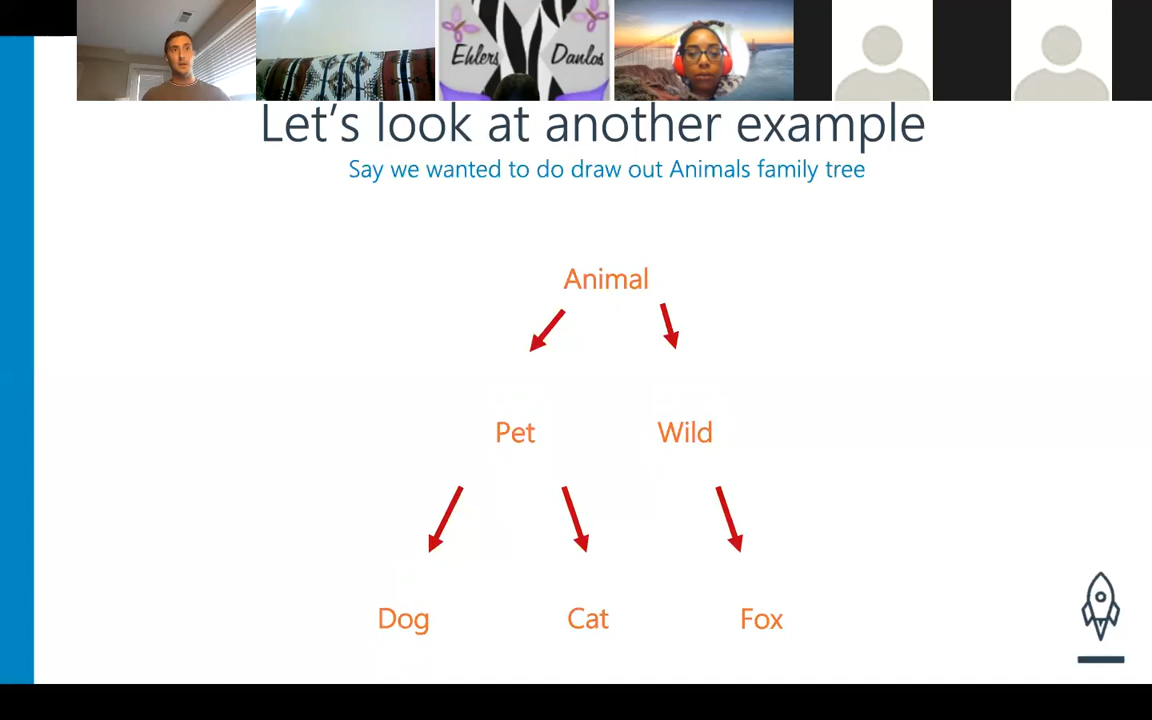 Ehlers Danlos
Let's look at another example
Say we wanted to do draw out Animals family tree
Animal
Pet Wild
Dog Cat Fox